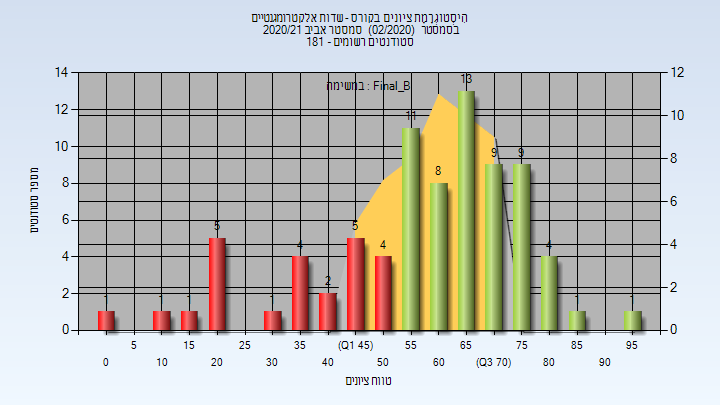 היסטוגרמת ציונים בקורס - שדות אלקטרומגנטיים
בסמסטר (02/2020) סמסטר אביב 2020/21
סטודנטים רשומים - 181
במשימה : Final_B
מספר סטודנטים
14 12 10 8 6 4 2 0
12 10 8 6 4 2 0
1 1 1 5 1 4 2 5 4 11 8 13 9 9 4 1 1
5 15 25 35 (Q1 45) 55 65 75 85 95
0 10 20 30 40 50 60 (Q3 70) 80 90
טווח ציונים